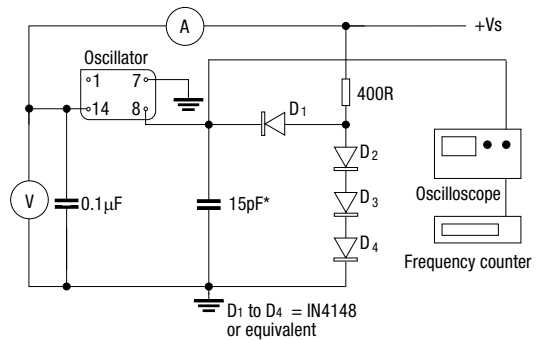 A
+Vs
Oscillator
1 7
14 8
D1
400R
D2
V
0.1µF
15pF*
D3
D4
Oscilloscope
Frequency counter
D1 to D4 = IN4148
or equivalent